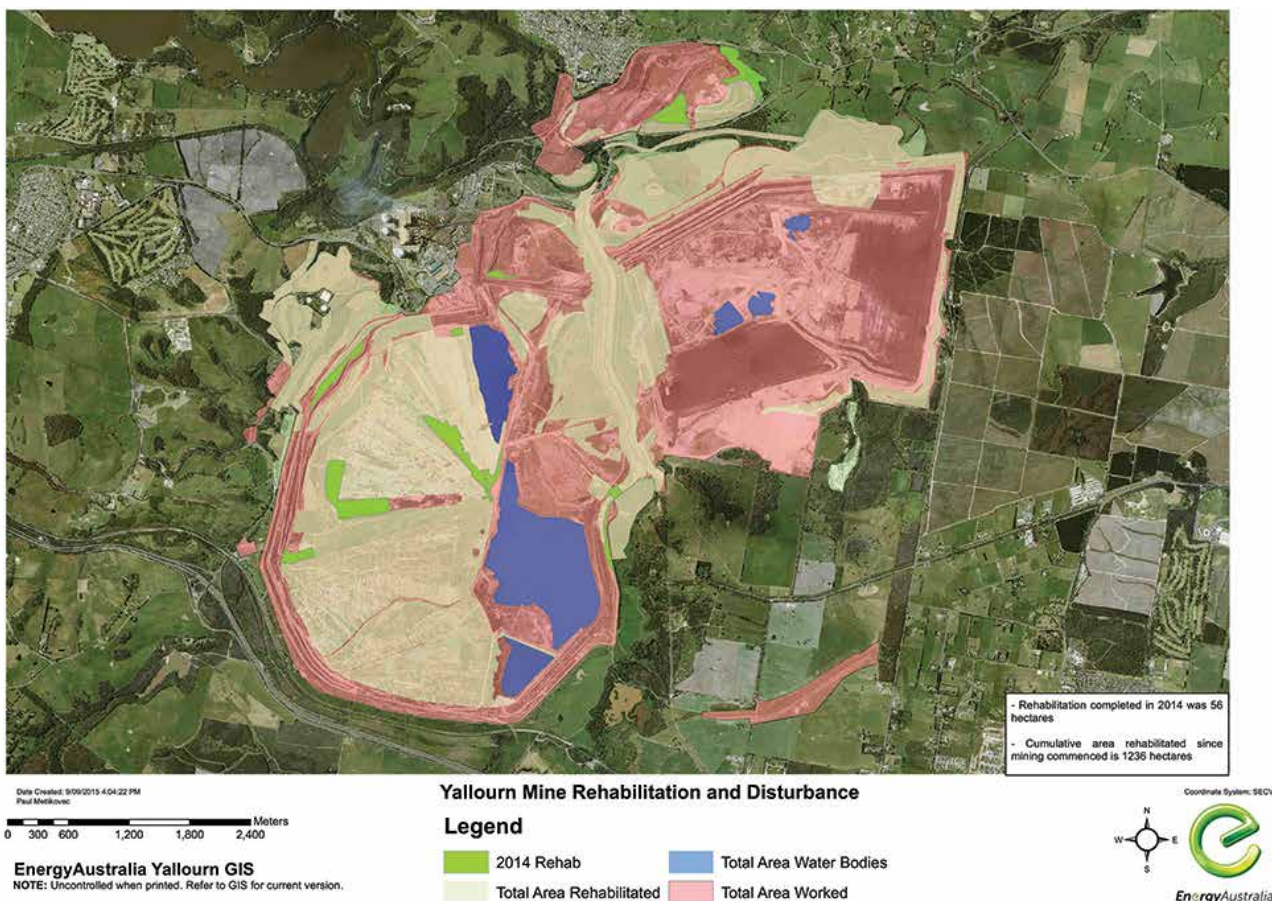 - Rehabilitation completed in 2014 was 56
hectares
- Cumulative area rehabilitated since
mining commenced is 1236 hectares
Date Created: 9/09/2015 4:04:22 PM
Paul Metlikovec
0 300 600 1,200 1,800 2,400 Meters
EnergyAustralia Yallourn GIS
NOTE: Uncontrolled when printed. Refer to GIS for current version.
Yallourn Mine Rehabilitation and Disturbance
Legend
2014 Rehab
Total Area Water Bodies
Total Area Rehabilitated
Total Area Worked
Coordinate System: SECV
N
W E
S
EnergyAustralia